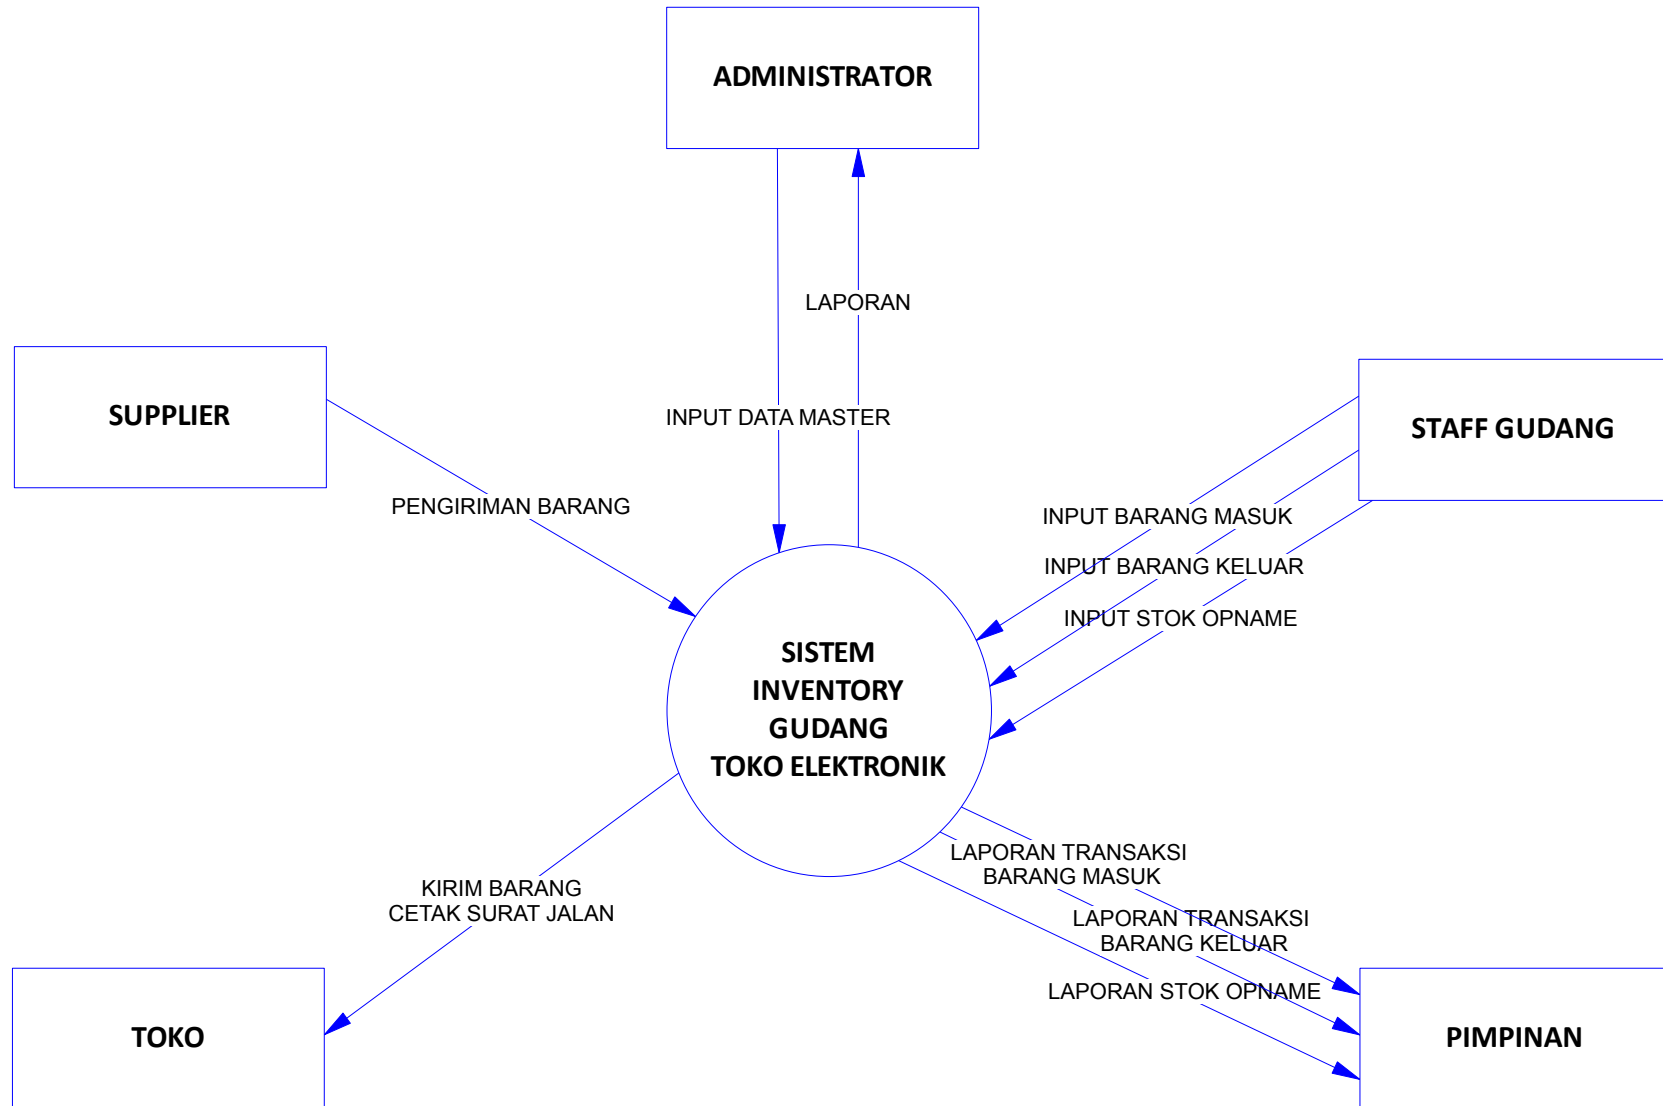 ADMINISTRATOR
LAPORAN
SUPPLIER
INPUT DATA MASTER
STAFF GUDANG
PENGIRIMAN BARANG
INPUT BARANG MASUK
INPUT BARANG KELUAR
INPUT STOK OPNAME
SISTEM
INVENTORY
GUDANG
TOKO ELEKTRONIK
LAPORAN TRANSAKSI
BARANG MASUK
KIRIM BARANG
CETAK SURAT JALAN
LAPORAN TRANSAKSI
BARANG KELUAR
LAPORAN STOK OPNAME
TOKO
PIMPINAN